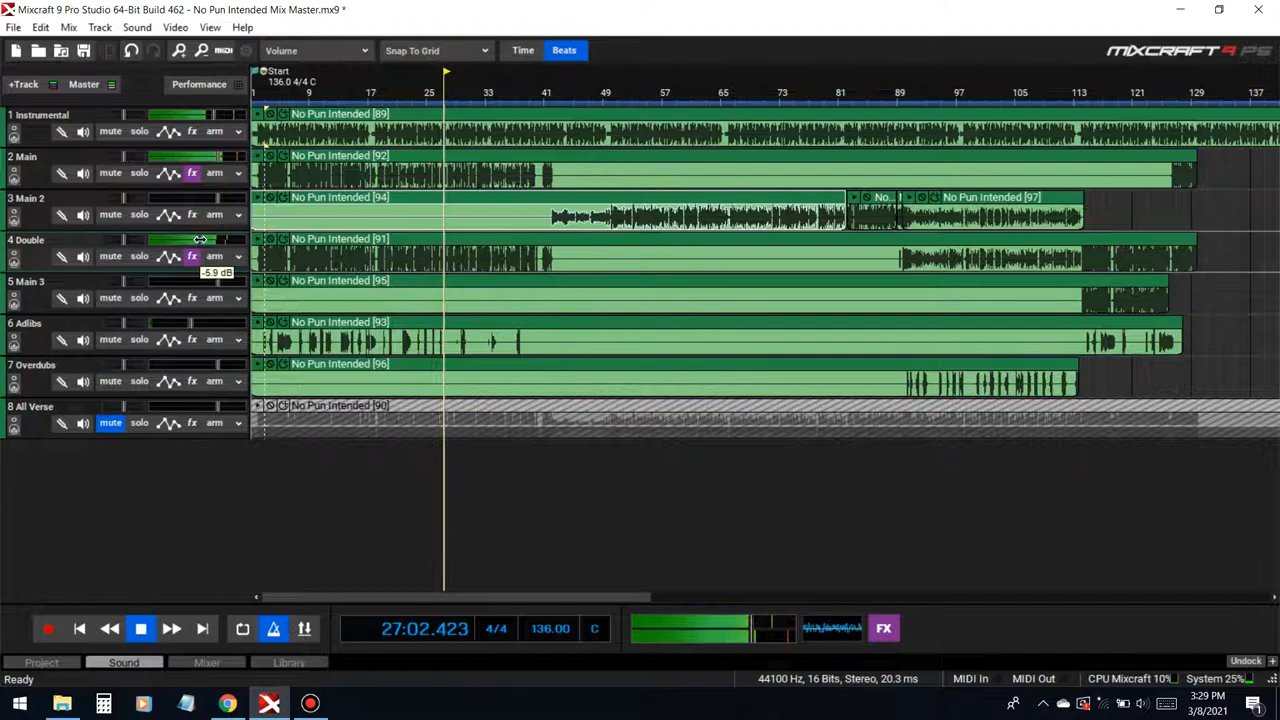 Mixcraft 9 Pro Studio 64-Bit Build 462 - No Pun Intended Mix Master.mx9 *
File Edit Mix Track Sound Video View Help
MIDI Volume Snap To Grid Time Beats MIXCRAFT 9 PS
+Track Master Performance
Start
136.0 4/4 C
1 9 17 25 33 41 49 57 65 73 81 89 97 105 113 121 129 137
1 Instrumental No Pun Intended [89]
mute solo fx arm
2 Main No Pun Intended [92]
mute solo fx arm
3 Main 2 No Pun Intended [94] No... No Pun Intended [97]
mute solo fx arm
4 Double No Pun Intended [91]
mute solo fx arm
-5.9 dB
5 Main 3 No Pun Intended [95]
mute solo fx arm
6 Adlibs No Pun Intended [93]
mute solo fx arm
7 Overdubs No Pun Intended [96]
mute solo fx arm
8 All Verse No Pun Intended [90]
mute solo fx arm
27:02.423 4/4 136.00 C FX
Project Sound Mixer Library Undock +
Ready 44100 Hz, 16 Bits, Stereo, 20.3 ms MIDI In MIDI Out CPU Mixcraft 10% System 25%
3:29 PM
3/8/2021
1